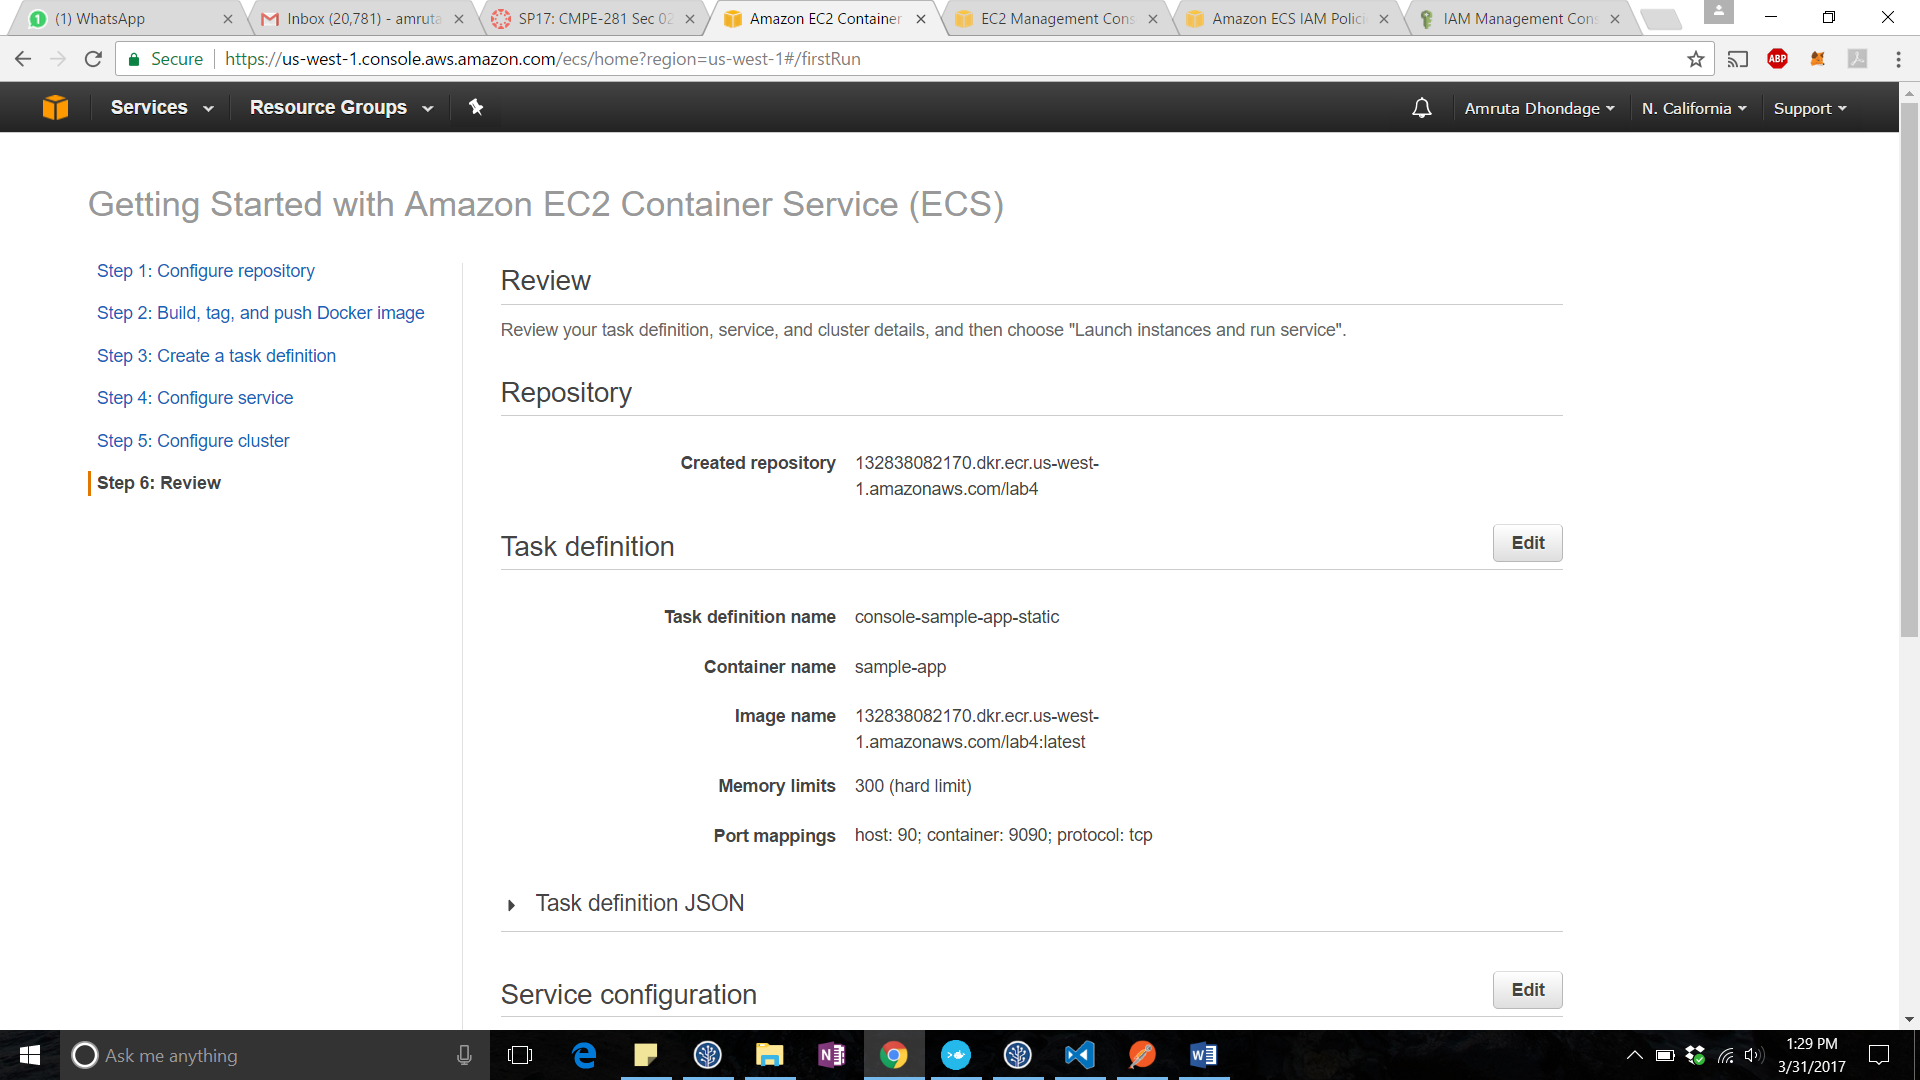 (1) WhatsApp
Inbox (20,781) - amruta
SP17: CMPE-281 Sec 02
Amazon EC2 Container
EC2 Management Cons
Amazon ECS IAM Polici
IAM Management Cons
Secure
https://us-west-1.console.aws.amazon.com/ecs/home?region=us-west-1#/firstRun
ABP
Services
Resource Groups
Amruta Dhondage
N. California
Support
Getting Started with Amazon EC2 Container Service (ECS)
Step 1: Configure repository
Step 2: Build, tag, and push Docker image
Step 3: Create a task definition
Step 4: Configure service
Step 5: Configure cluster
Step 6: Review
Review
Review your task definition, service, and cluster details, and then choose "Launch instances and run service".
Repository
Created repository
132838082170.dkr.ecr.us-west-
1.amazonaws.com/lab4
Task definition
Edit
Task definition name
console-sample-app-static
Container name
sample-app
Image name
132838082170.dkr.ecr.us-west-
1.amazonaws.com/lab4:latest
Memory limits
300 (hard limit)
Port mappings
host: 90; container: 9090; protocol: tcp
Task definition JSON
Service configuration
Edit
Ask me anything
1:29 PM
3/31/2017